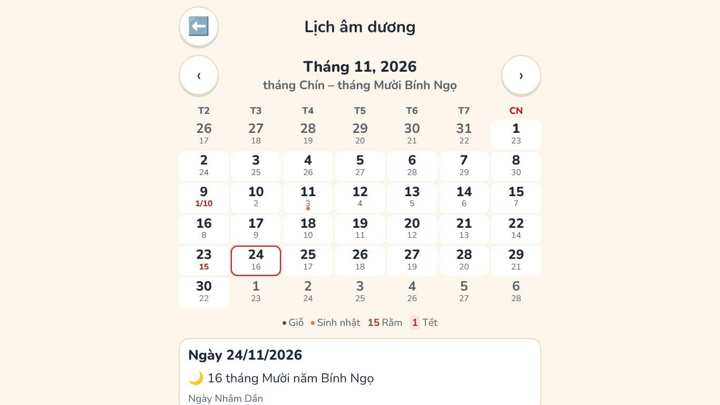 Lịch âm dương
‹ Tháng 11, 2026 ›
tháng Chín – tháng Mười Bính Ngọ
T2 T3 T4 T5 T6 T7 CN
26 27 28 29 30 31 1
17 18 19 20 21 22 23
2 3 4 5 6 7 8
24 25 26 27 28 29 30
9 10 11 12 13 14 15
1/10 2 3 4 5 6 7
16 17 18 19 20 21 22
8 9 10 11 12 13 14
23 24 25 26 27 28 29
15 16 17 18 19 20 21
30 1 2 3 4 5 6
22 23 24 25 26 27 28
Giỗ Sinh nhật 15 Rằm 1 Tết
Ngày 24/11/2026
🌙 16 tháng Mười năm Bính Ngọ
Ngày Nhâm Dần